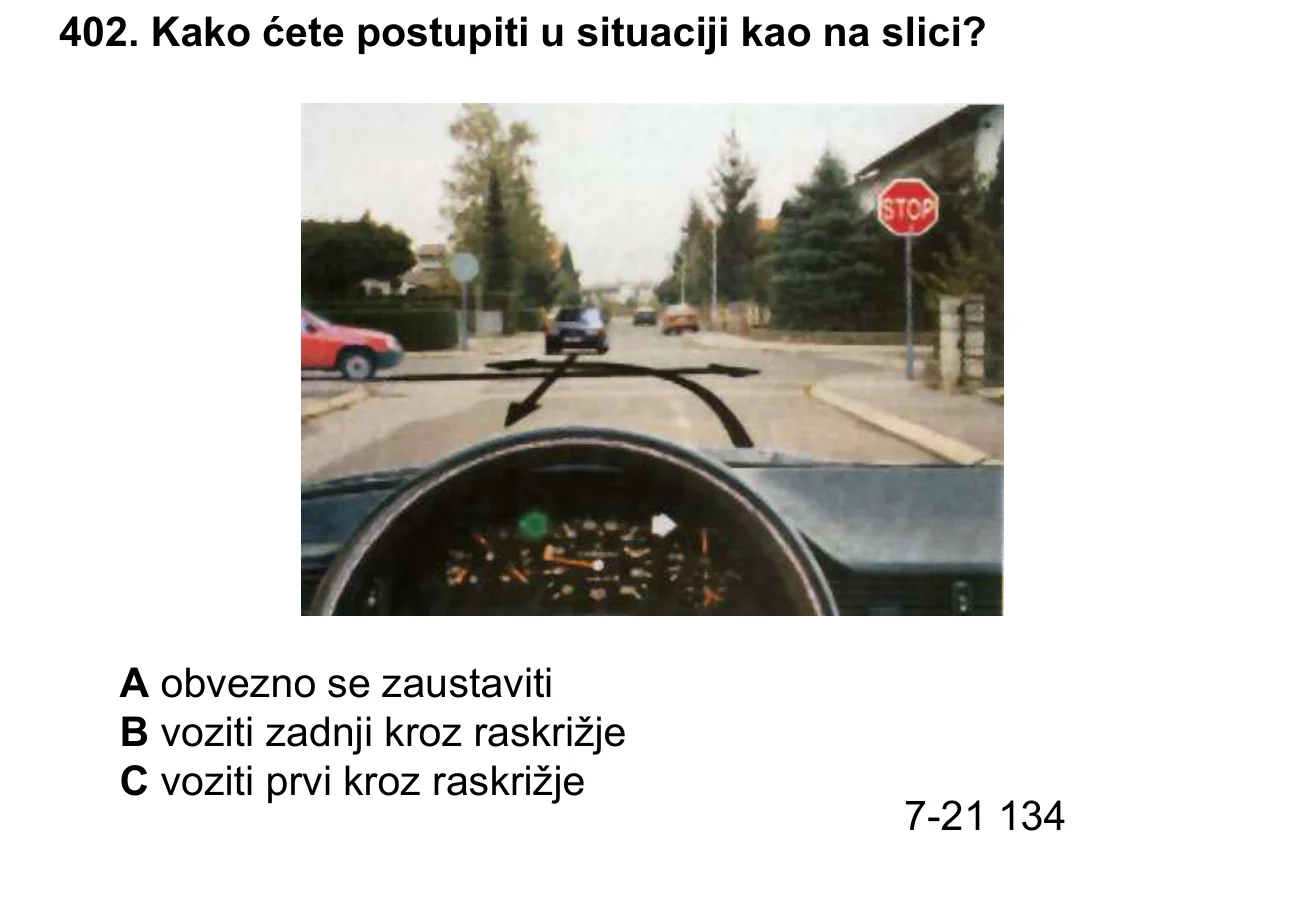 402. Kako ćete postupiti u situaciji kao na slici?
STOP
A obvezno se zaustaviti
B voziti zadnji kroz raskrižje
C voziti prvi kroz raskrižje
7-21 134